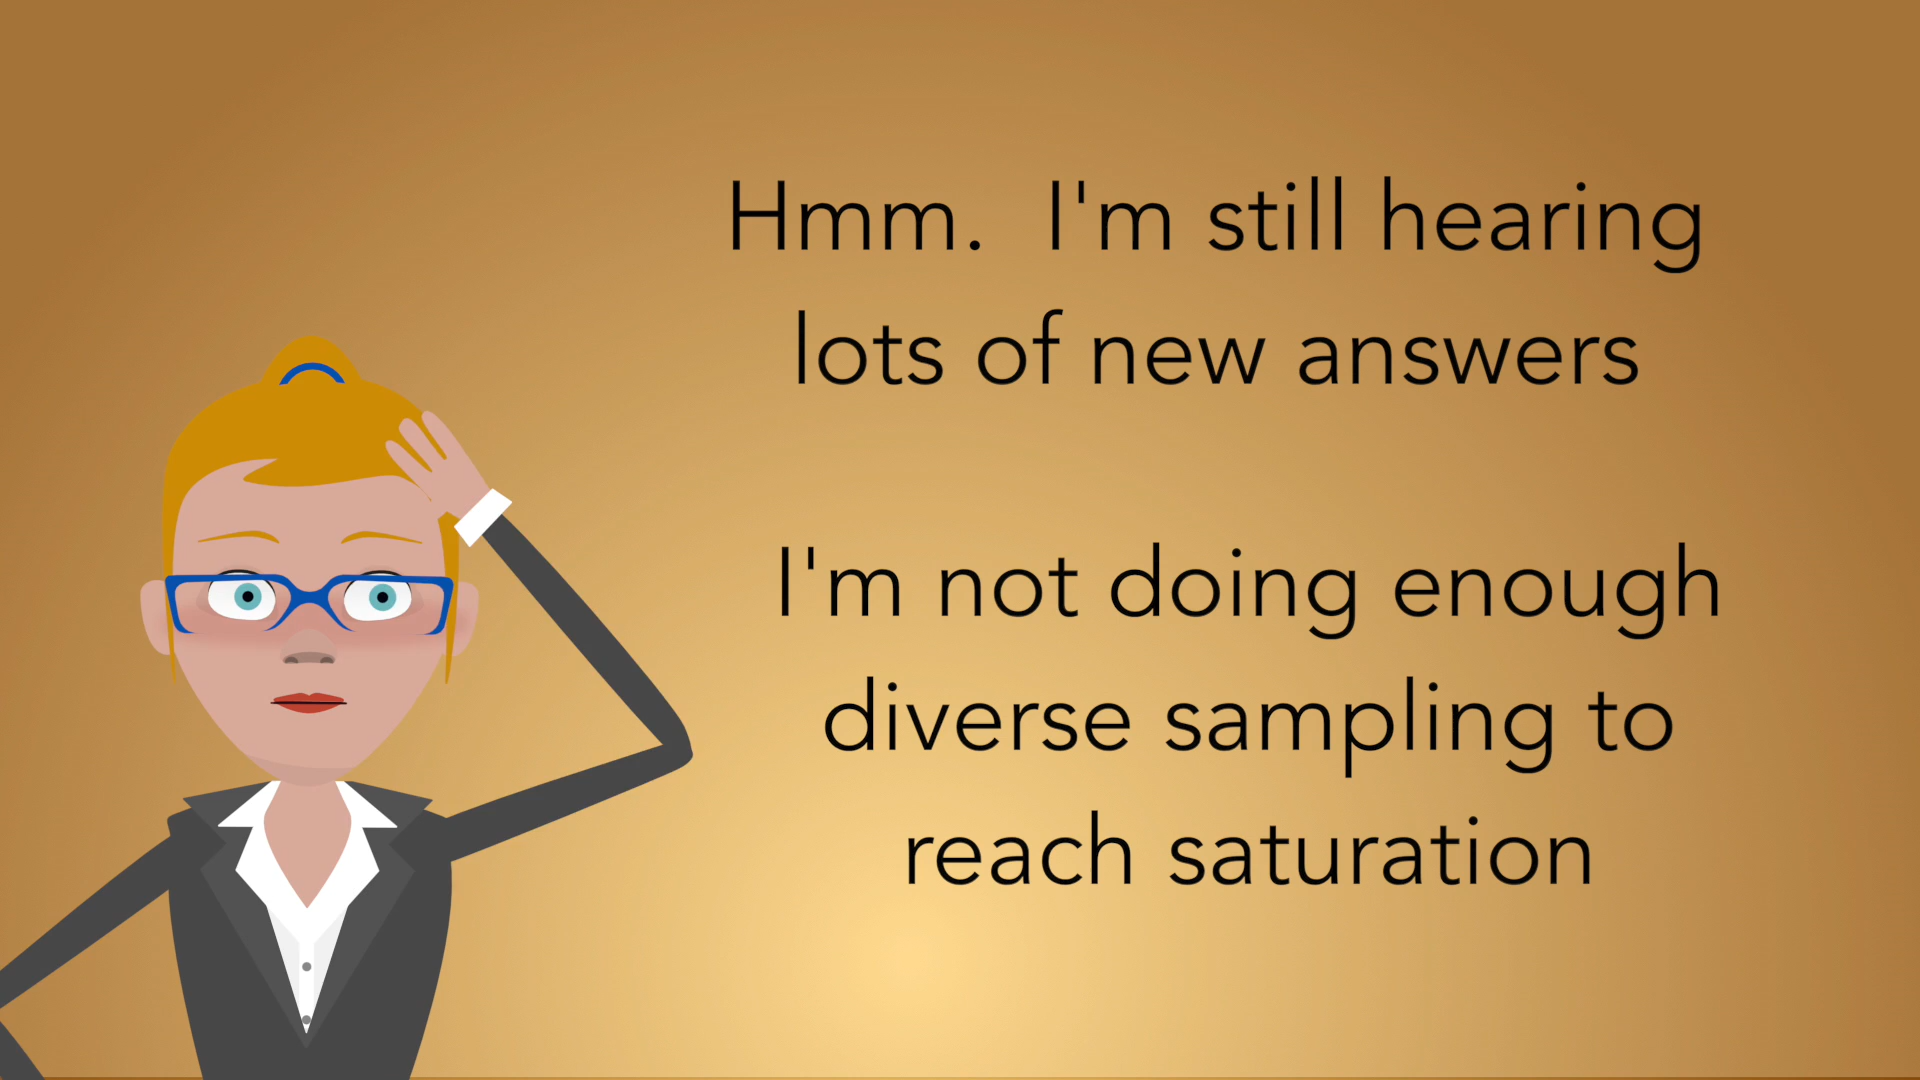 Hmm.  I'm still hearing
lots of new answers
I'm not doing enough
diverse sampling to
reach saturation